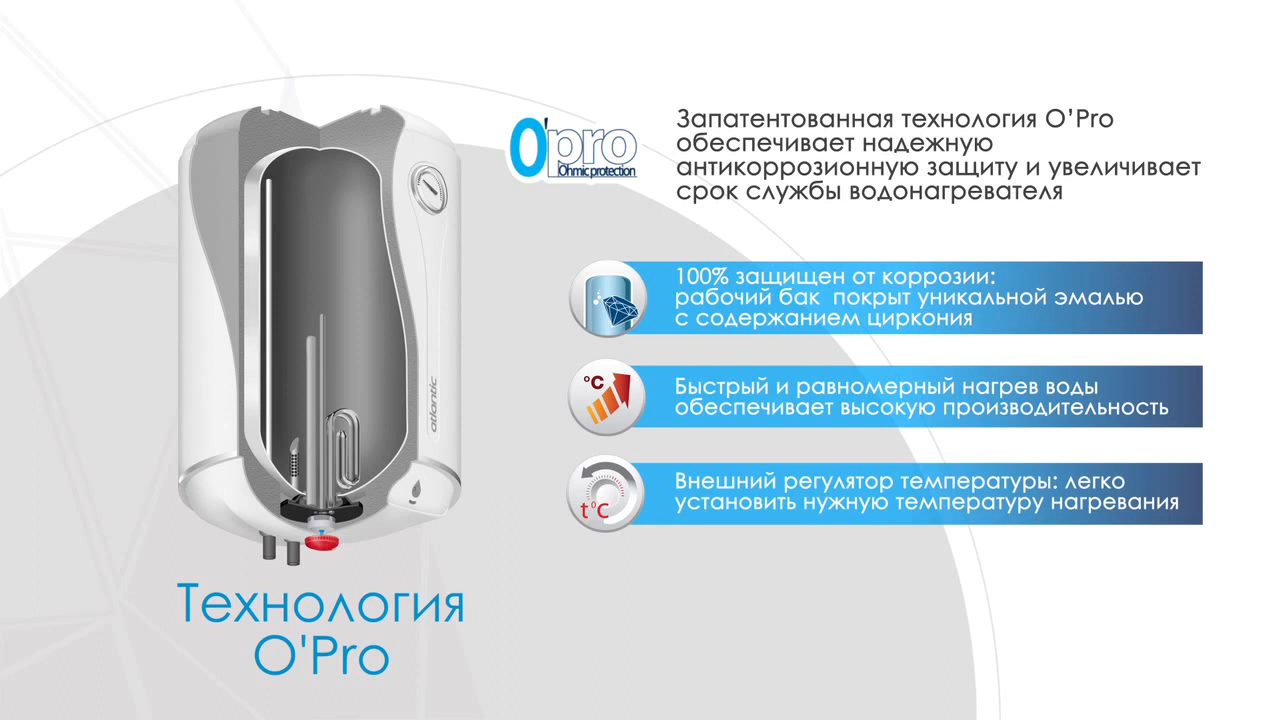 O'pro
Ohmic protection
Запатентованная технология O’Pro
обеспечивает надежную
антикоррозионную защиту и увеличивает
срок службы водонагревателя
100% защищен от коррозии:
рабочий бак покрыт уникальной эмалью
с содержанием циркония
°C
Быстрый и равномерный нагрев воды
обеспечивает высокую производительность
t°C
Внешний регулятор температуры: легко
установить нужную температуру нагревания
atlantic
Технология
O'Pro